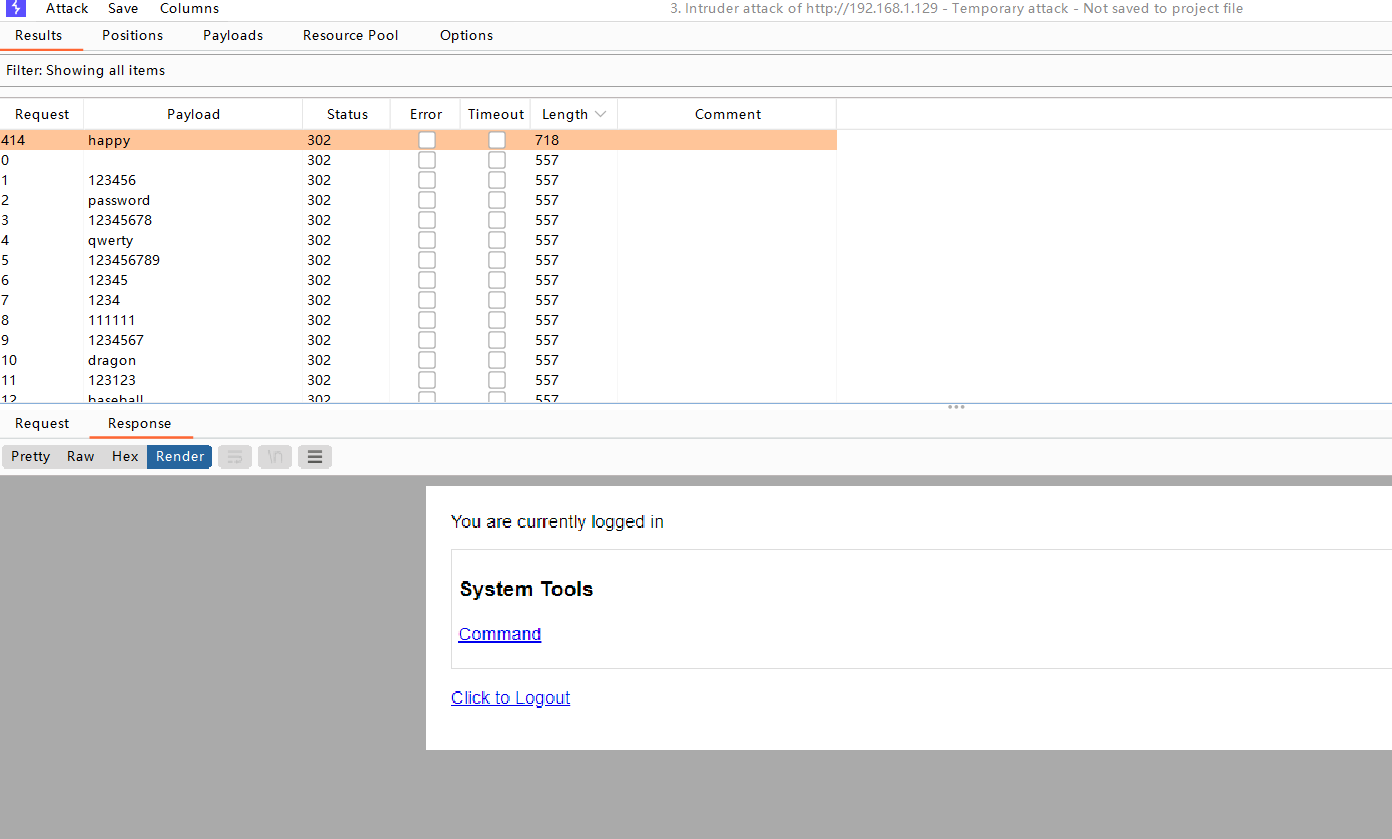 Attack Save Columns 3. Intruder attack of http://192.168.1.129 - Temporary attack - Not saved to project file
Results Positions Payloads Resource Pool Options
Filter: Showing all items
Request Payload Status Error Timeout Length Comment
414 happy 302 718
0 302 557
1 123456 302 557
2 password 302 557
3 12345678 302 557
4 qwerty 302 557
5 123456789 302 557
6 12345 302 557
7 1234 302 557
8 111111 302 557
9 1234567 302 557
10 dragon 302 557
11 123123 302 557
12 baseball 302 557
Request Response
Pretty Raw Hex Render \n
You are currently logged in
System Tools
Command
Click to Logout